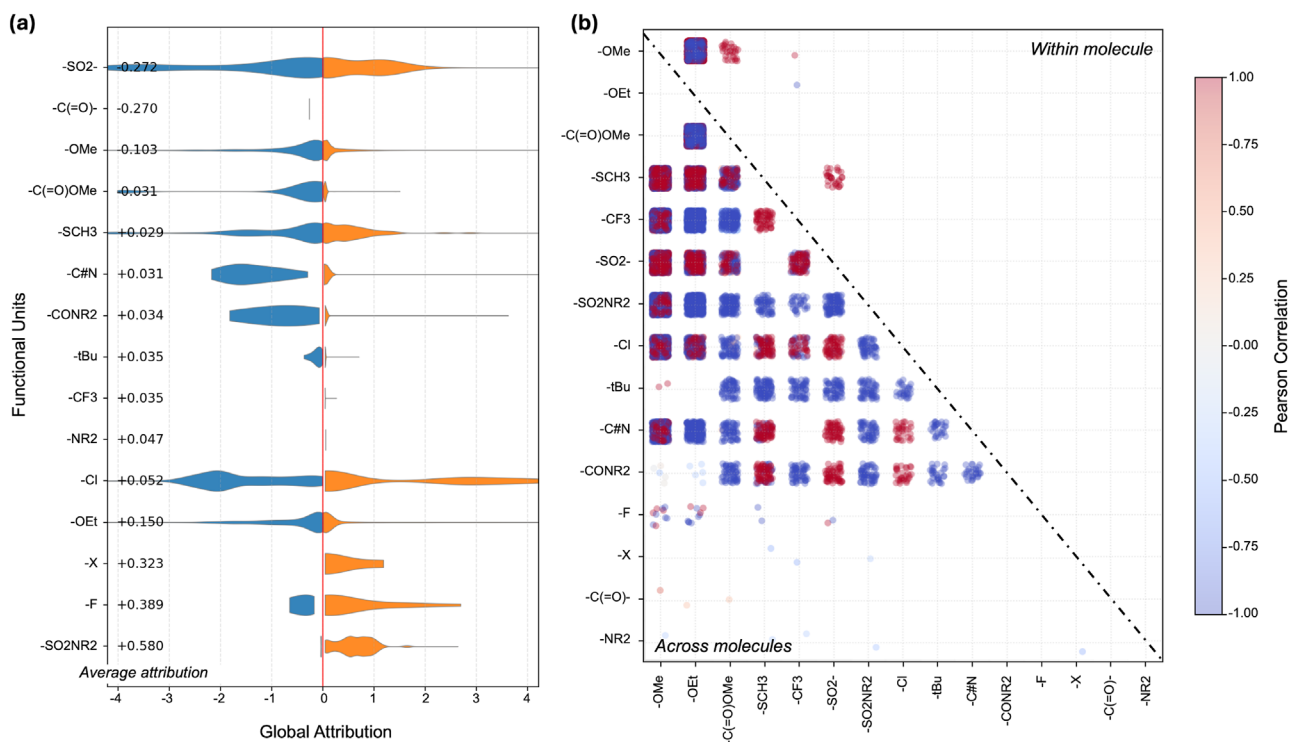 (a)
Functional Units
-SO2- -0.272
-C(=O)- -0.270
-OMe -0.103
-C(=O)OMe -0.031
-SCH3 +0.029
-C#N +0.031
-CONR2 +0.034
-tBu +0.035
-CF3 +0.035
-NR2 +0.047
-Cl +0.052
-OEt +0.150
-X +0.323
-F +0.389
-SO2NR2 +0.580
Average attribution
-4 -3 -2 -1 0 1 2 3 4
Global Attribution
(b)
Within molecule
-OMe
-OEt
-C(=O)OMe
-SCH3
-CF3
-SO2-
-SO2NR2
-Cl
-tBu
-C#N
-CONR2
-F
-X
-C(=O)-
-NR2
Across molecules
-OMe
-OEt
-C(=O)OMe
-SCH3
-CF3
-SO2-
-SO2NR2
-Cl
-tBu
-C#N
-CONR2
-F
-X
-C(=O)-
-NR2
1.00
-0.75
-0.50
-0.25
-0.00
-0.25
-0.50
-0.75
-1.00
Pearson Correlation